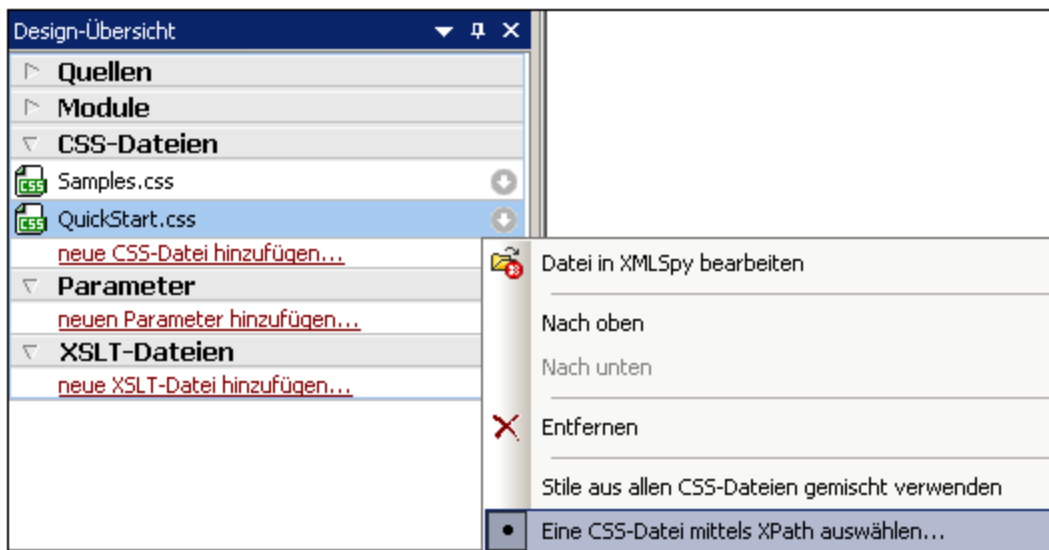 Design-Übersicht
Quellen
Module
CSS-Dateien
CSS Samples.css
CSS QuickStart.css
neue CSS-Datei hinzufügen...
Parameter
neuen Parameter hinzufügen...
XSLT-Dateien
neue XSLT-Datei hinzufügen...
Datei in XMLSpy bearbeiten
Nach oben
Nach unten
Entfernen
Stile aus allen CSS-Dateien gemischt verwenden
Eine CSS-Datei mittels XPath auswählen...